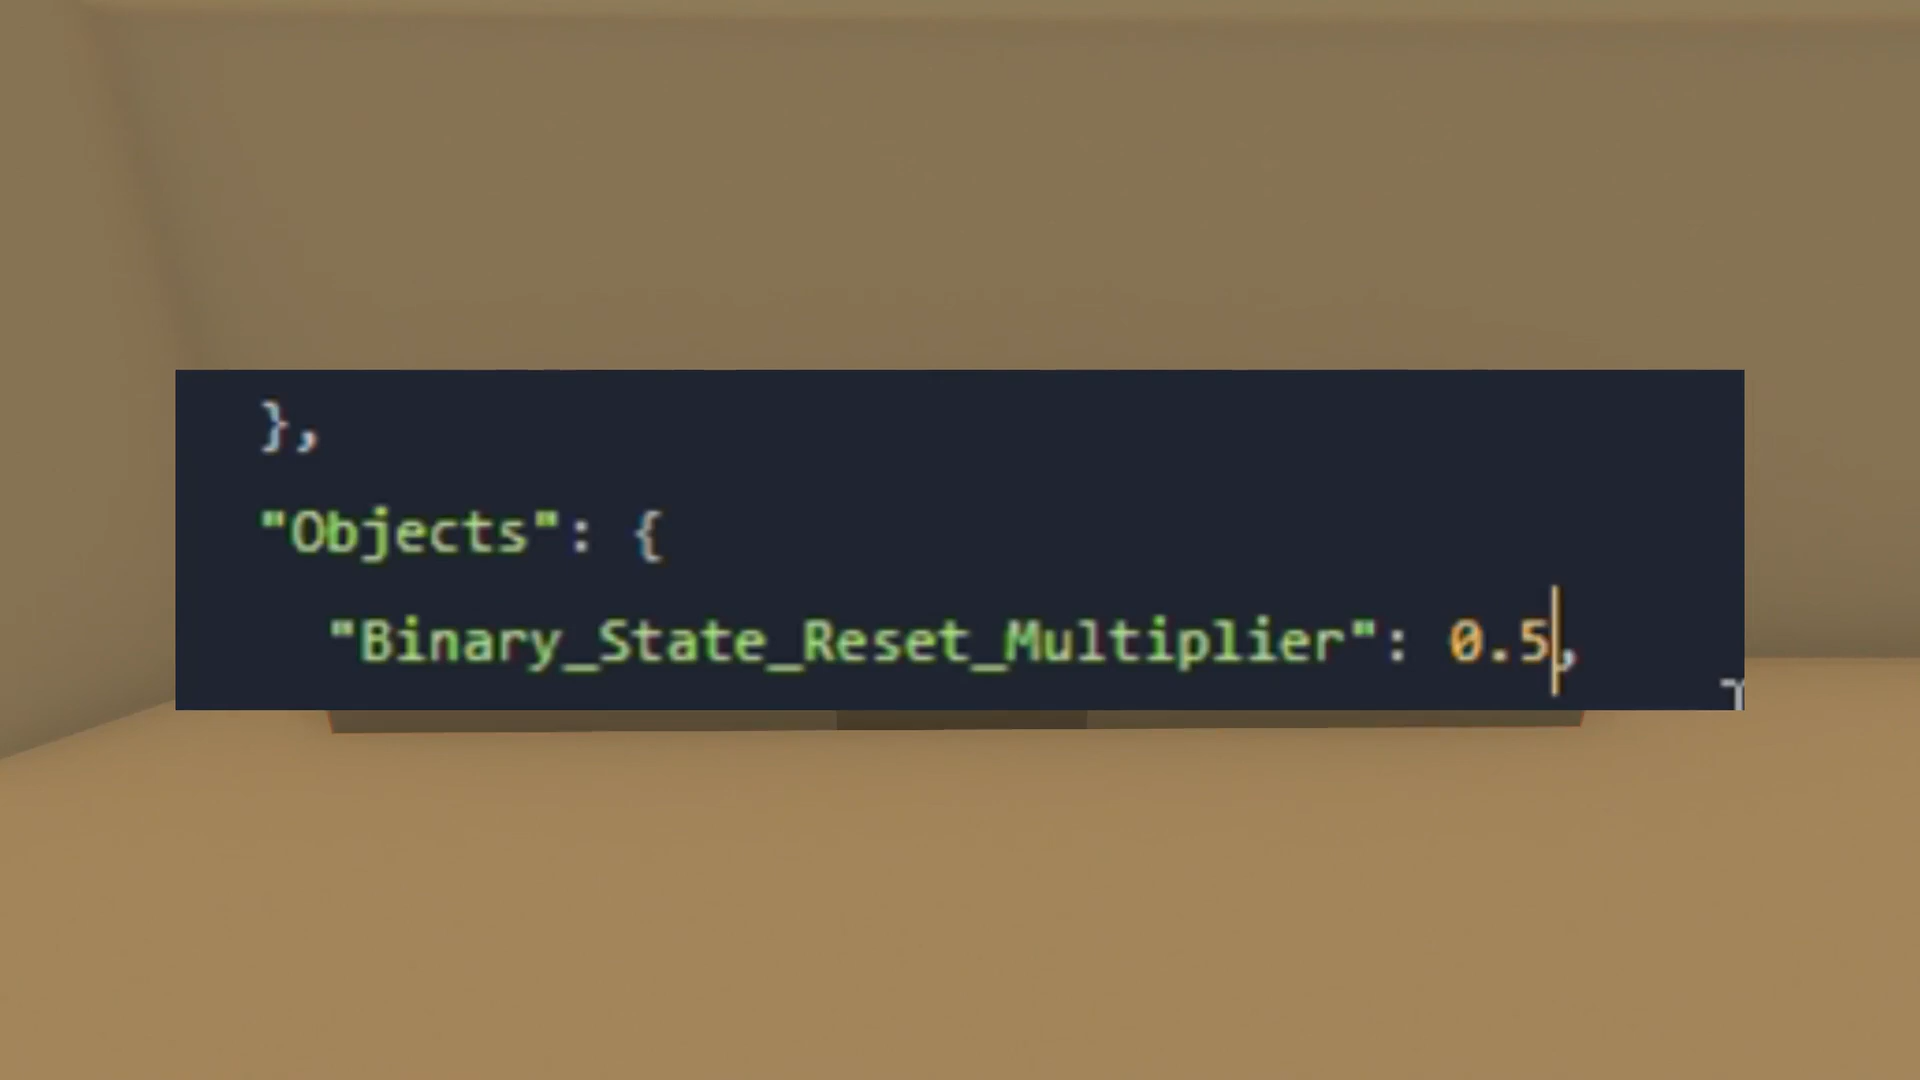 },
"Objects": {
"Binary_State_Reset_Multiplier": 0.5,